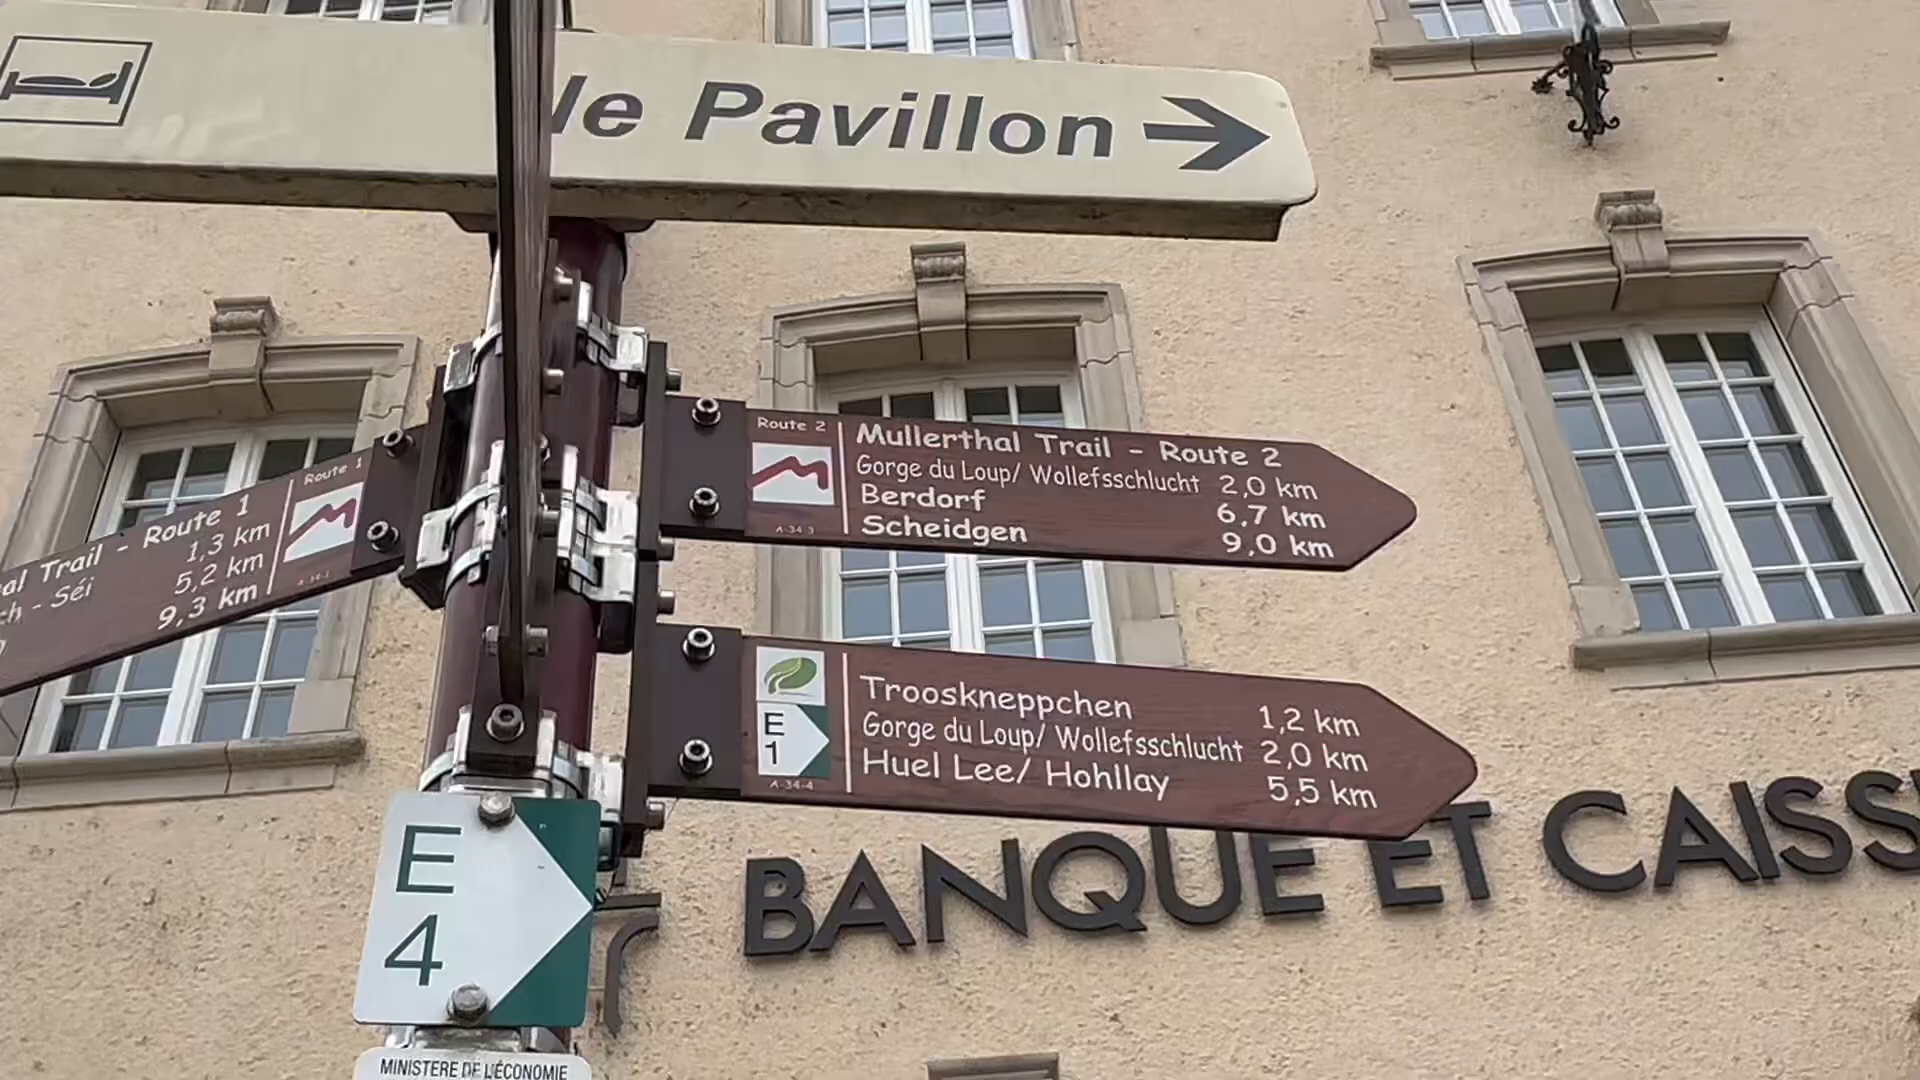 le Pavillon
Route 2
Mullerthal Trail - Route 2
Gorge du Loup/ Wollefsschlucht 2,0 km
Berdorf 6,7 km
Scheidgen 9,0 km
A-34-3
Route 1
al Trail - Route 1
1,3 km
ch - Séi 5,2 km
9,3 km
E
1
A-34-4
Trooskneppchen 1,2 km
Gorge du Loup/ Wollefsschlucht 2,0 km
Huel Lee/ Hohllay 5,5 km
E
4
BANQUE ET CAISS
MINISTERE DE L'ÉCONOMIE